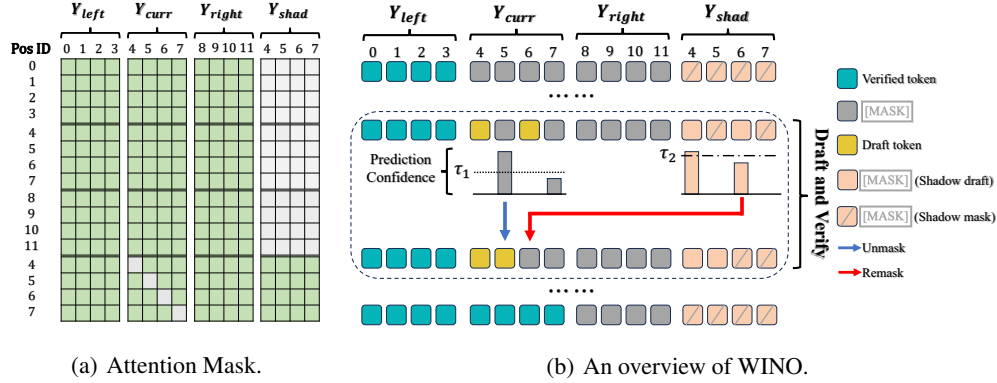 Y_left Y_curr Y_right Y_shad
Pos ID 0 1 2 3 4 5 6 7 8 9 10 11 4 5 6 7
0
1
2
3
4
5
6
7
8
9
10
11
4
5
6
7
(a) Attention Mask.
Y_left Y_curr Y_right Y_shad
0 1 2 3 4 5 6 7 8 9 10 11 4 5 6 7
... ...
Prediction
Confidence
τ1
τ2
... ...
Draft and Verify
Verified token
[MASK]
Draft token
[MASK] (Shadow draft)
[MASK] (Shadow mask)
Unmask
Remask
(b) An overview of WINO.